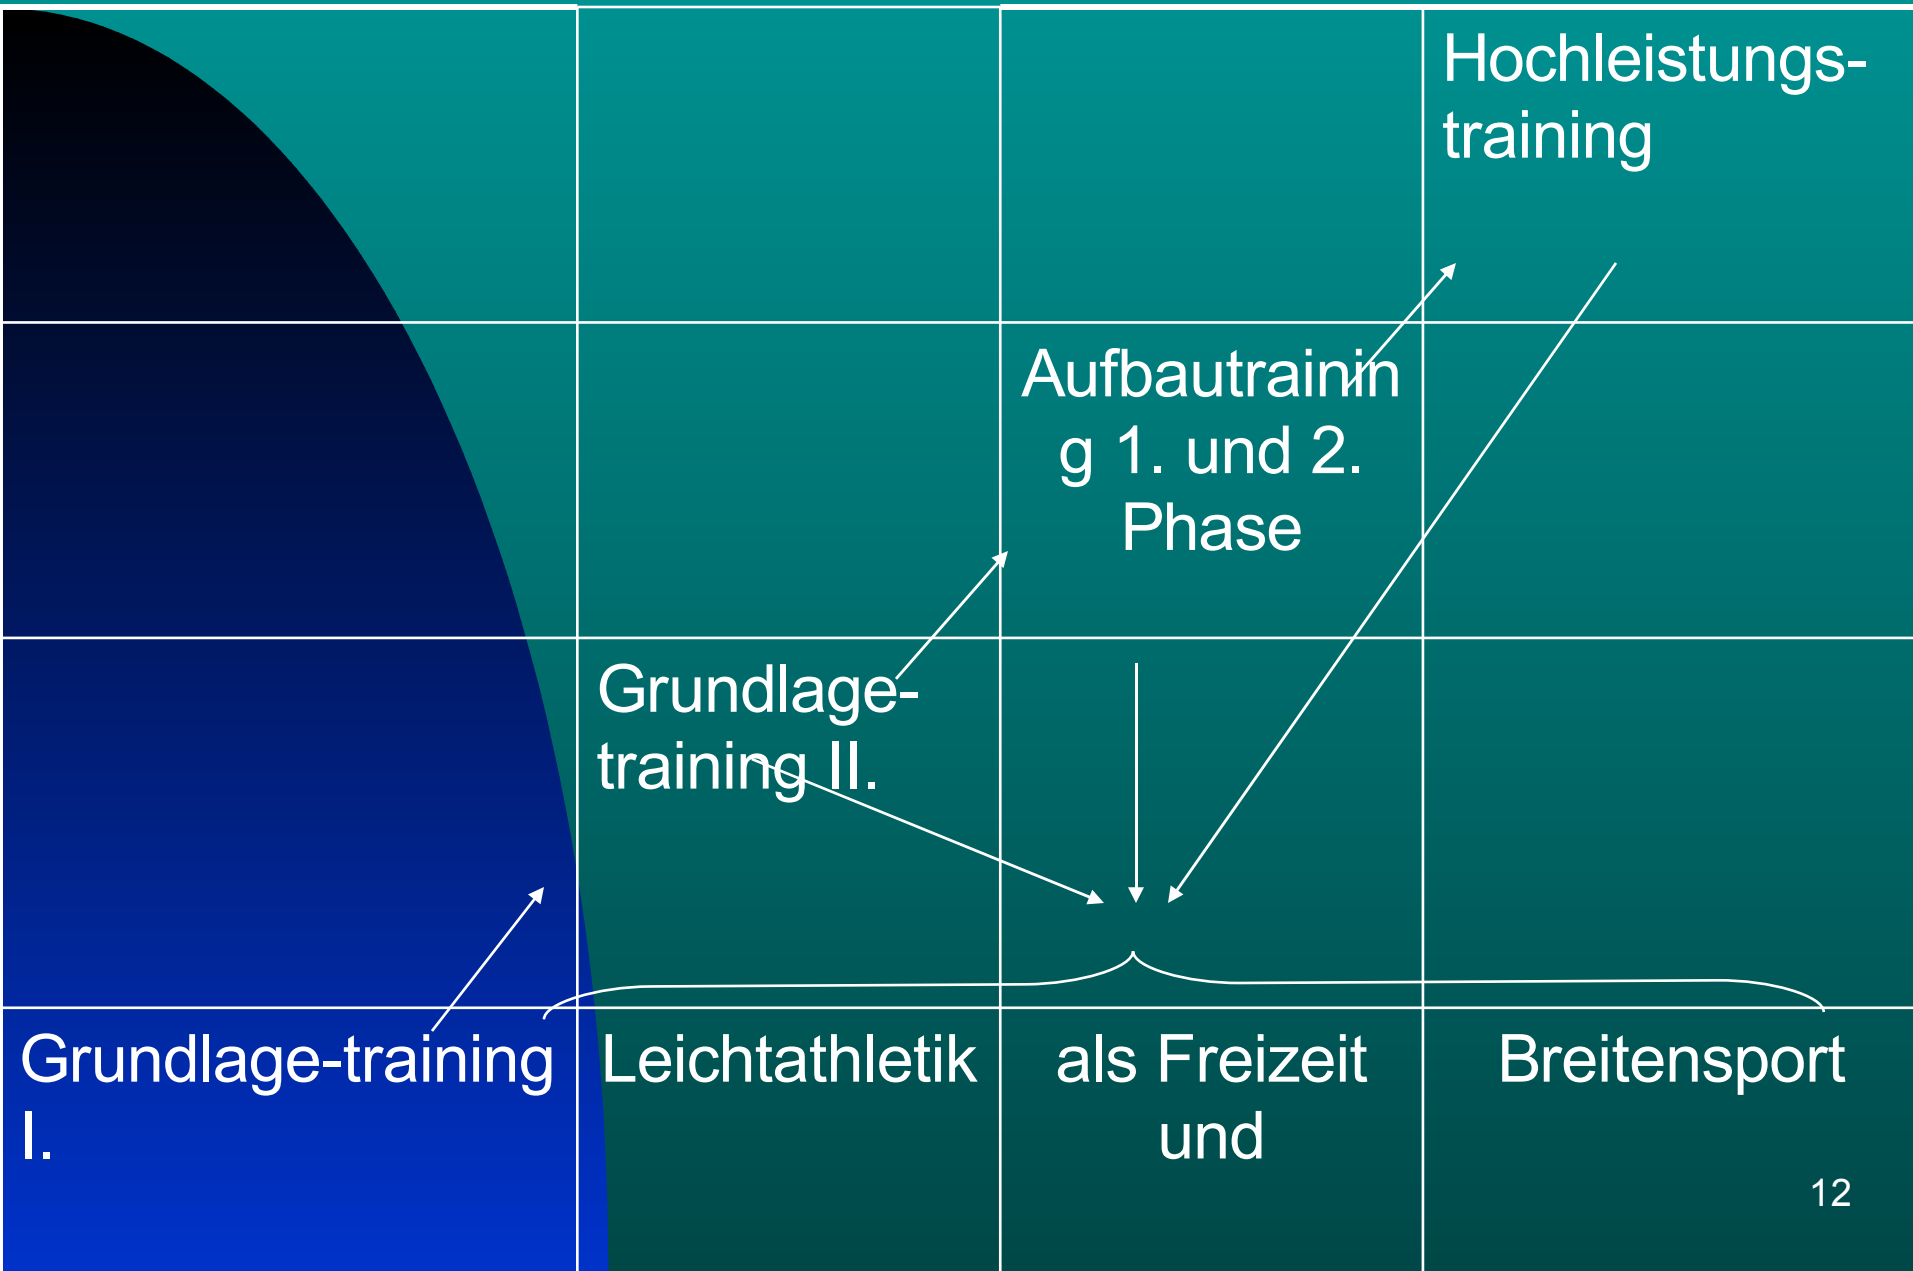 Hochleistungs-
training
Aufbautrainin
g 1. und 2.
Phase
Grundlage-
training II.
Grundlage-training
I.
Leichtathletik
als Freizeit
und
Breitensport
12